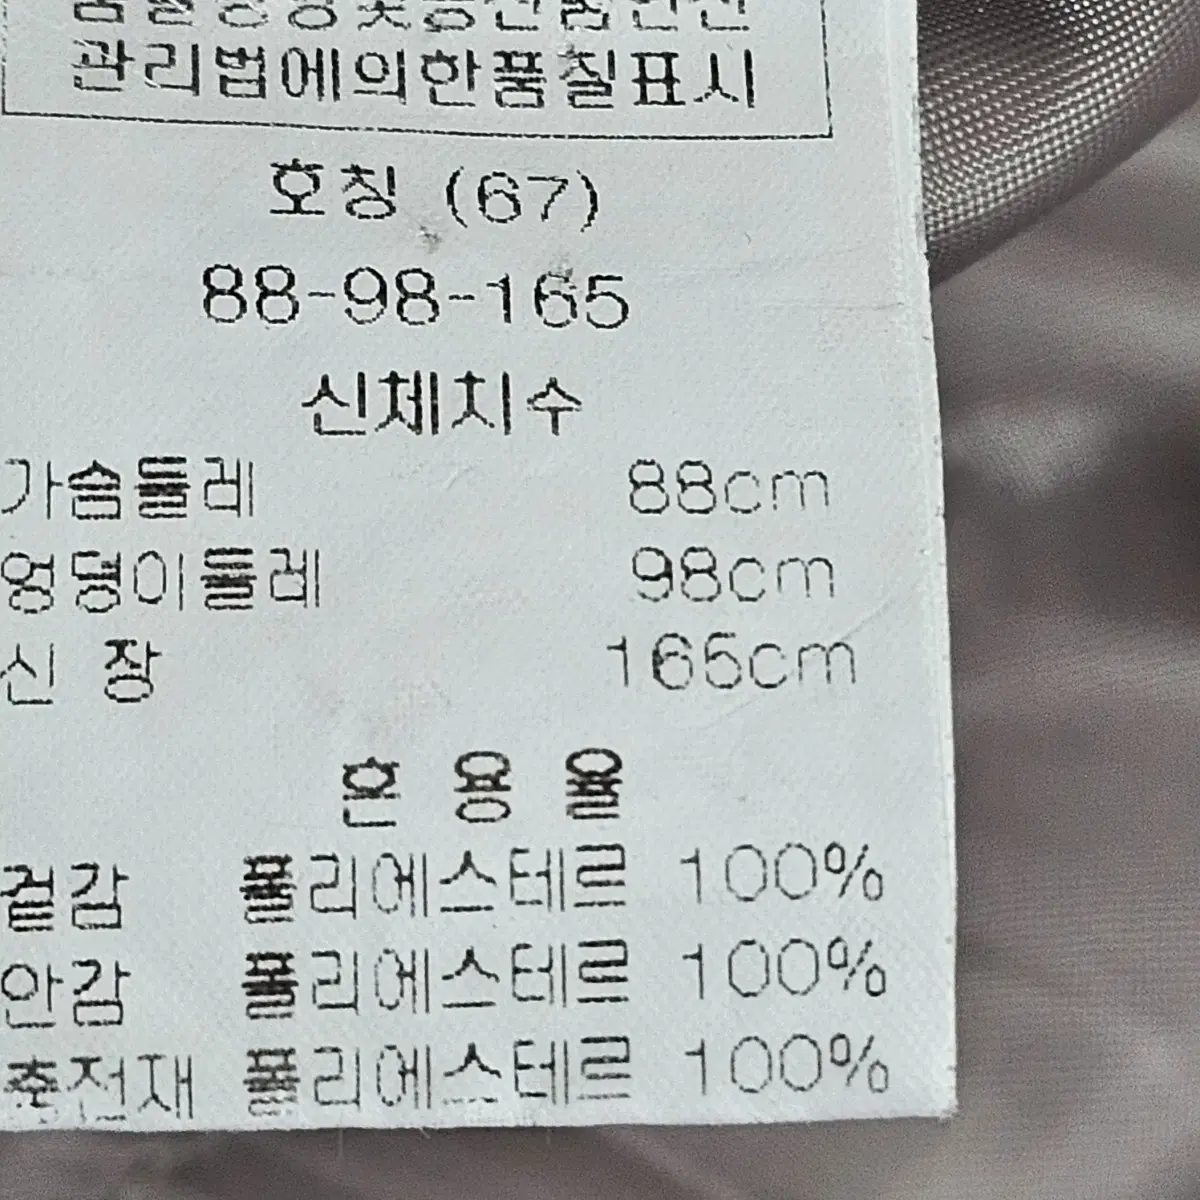 관리법에의한품질표시
호칭 (67)
88-98-165
신체치수
가슴둘레 88cm
엉덩이둘레 98cm
신 장 165cm
혼 용 율
겉감 폴리에스테르 100%
안감 폴리에스테르 100%
충전재 폴리에스테르 100%